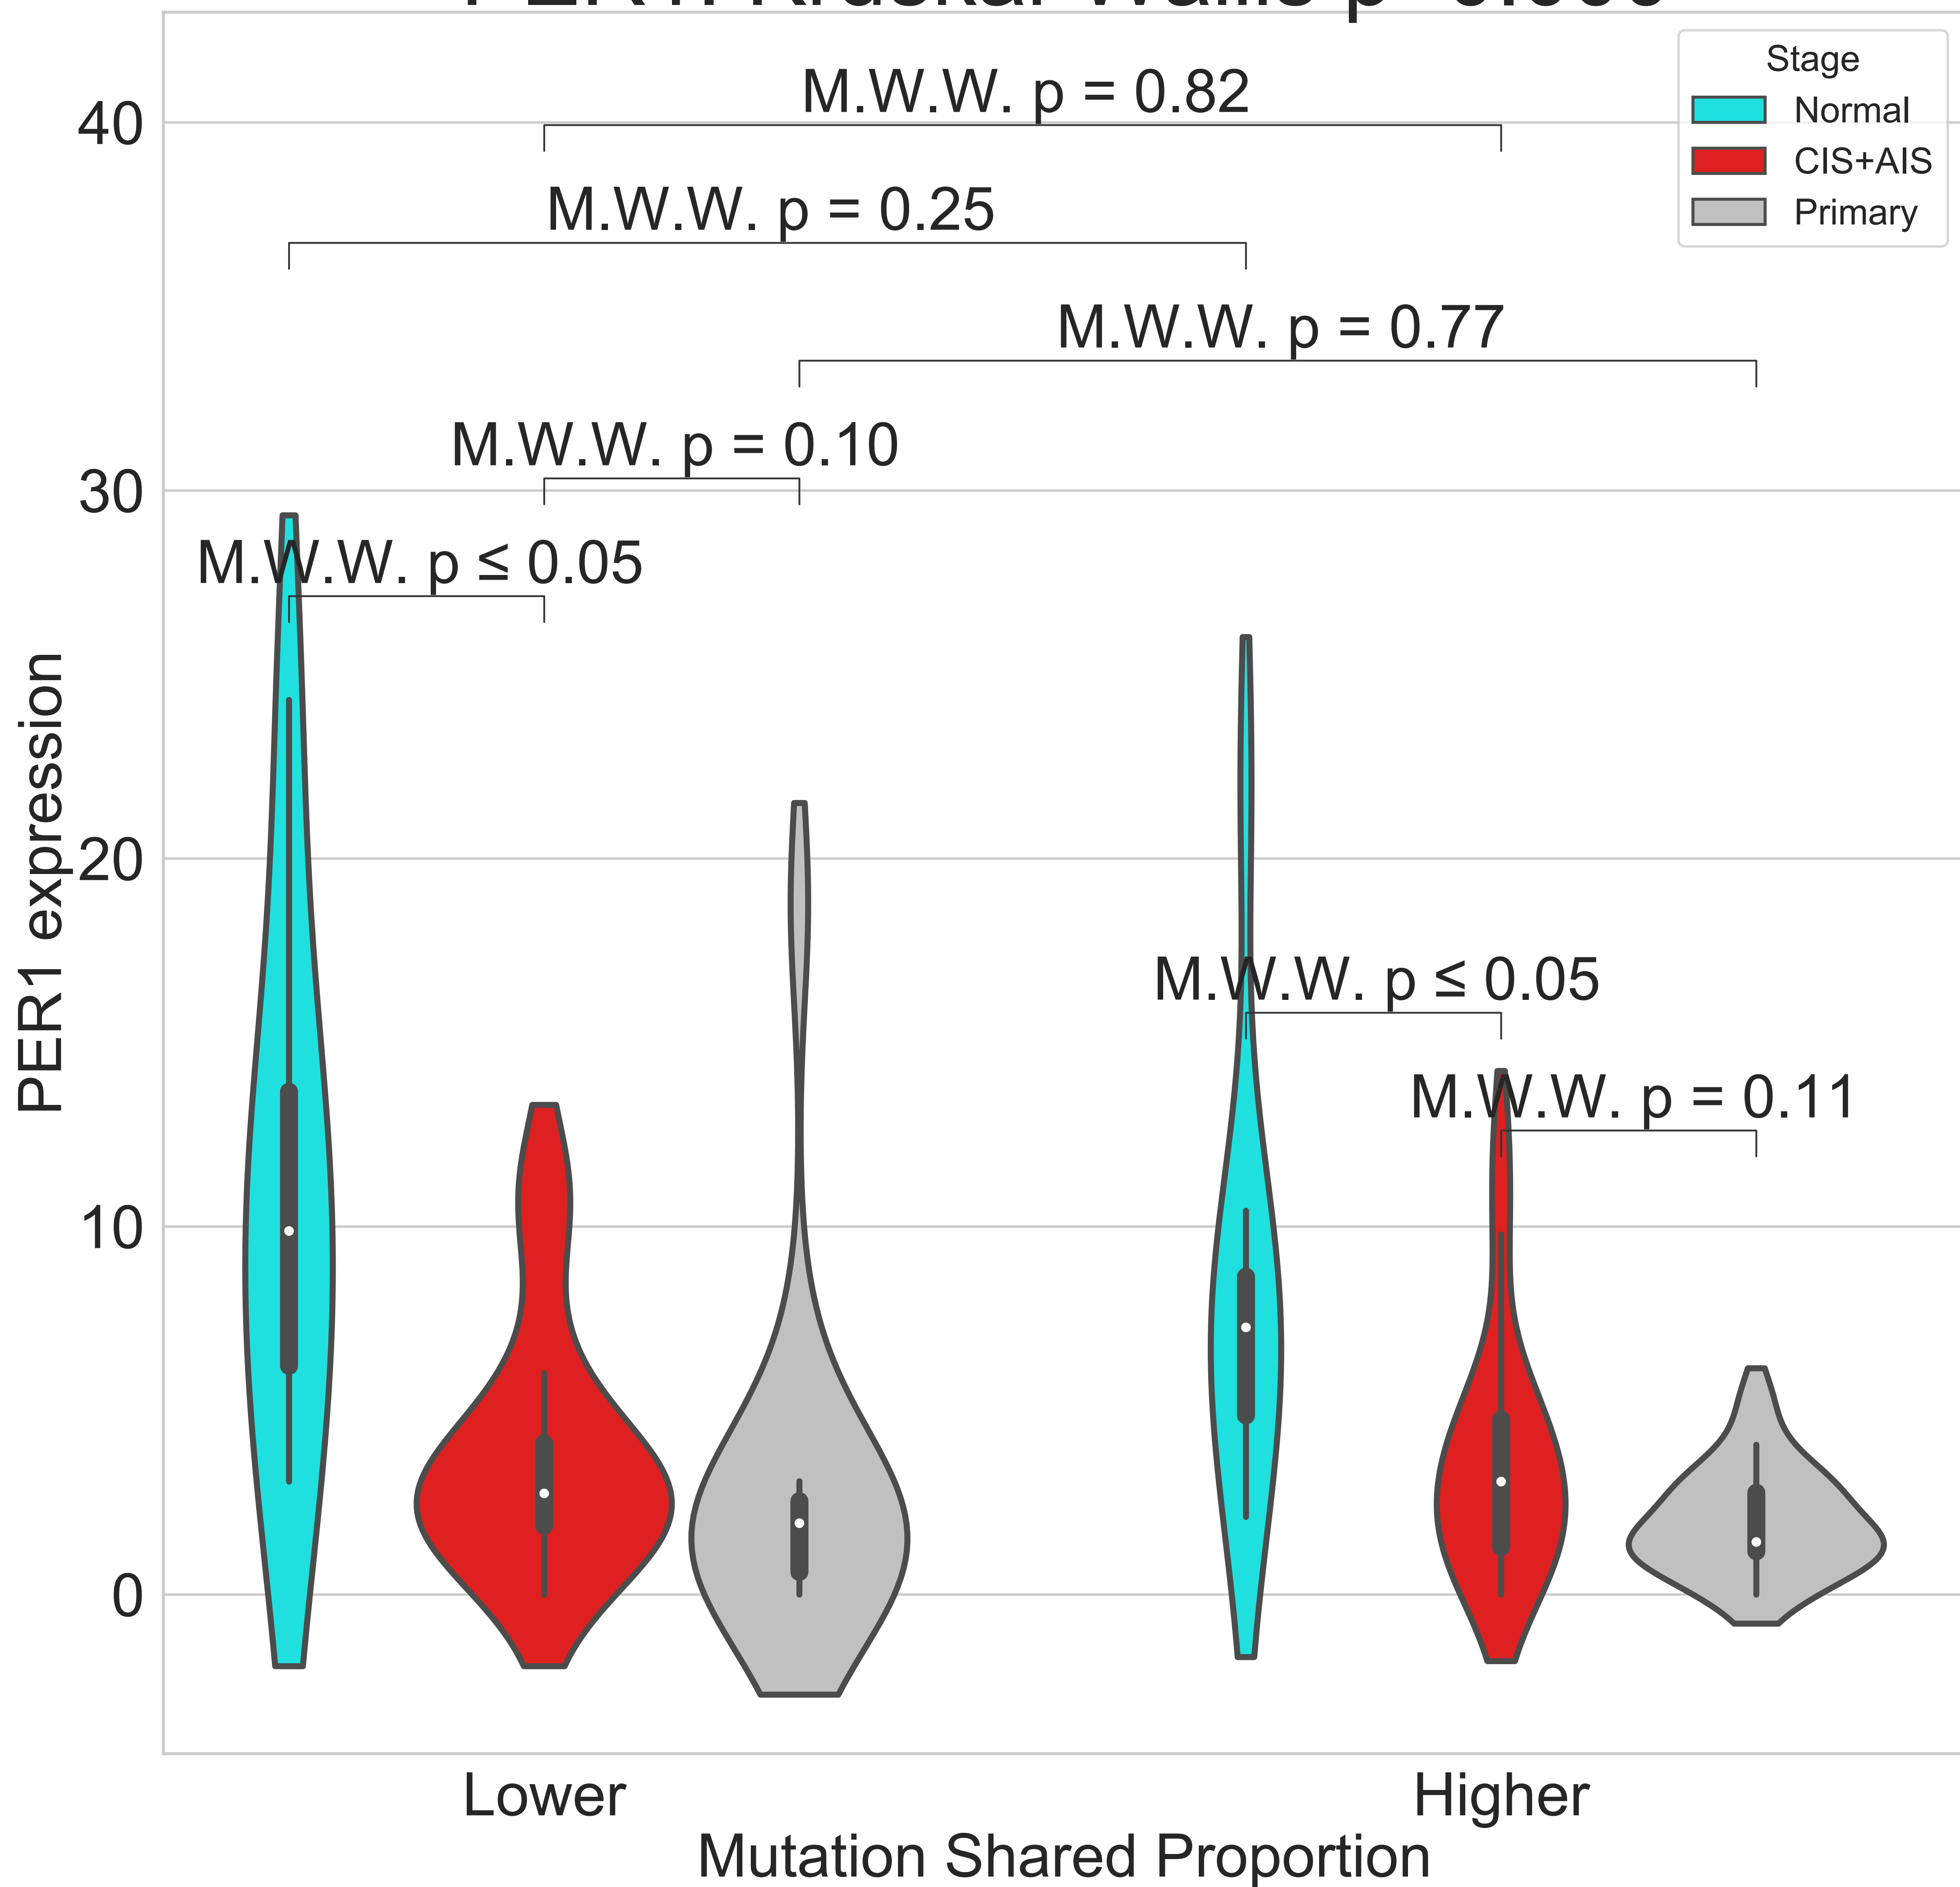 Stage
Normal
CIS+AIS
Primary
M.W.W. p = 0.82
M.W.W. p = 0.25
M.W.W. p = 0.77
M.W.W. p = 0.10
M.W.W. p ≤ 0.05
M.W.W. p ≤ 0.05
M.W.W. p = 0.11
40
30
20
10
0
PER1 expression
Lower
Higher
Mutation Shared Proportion